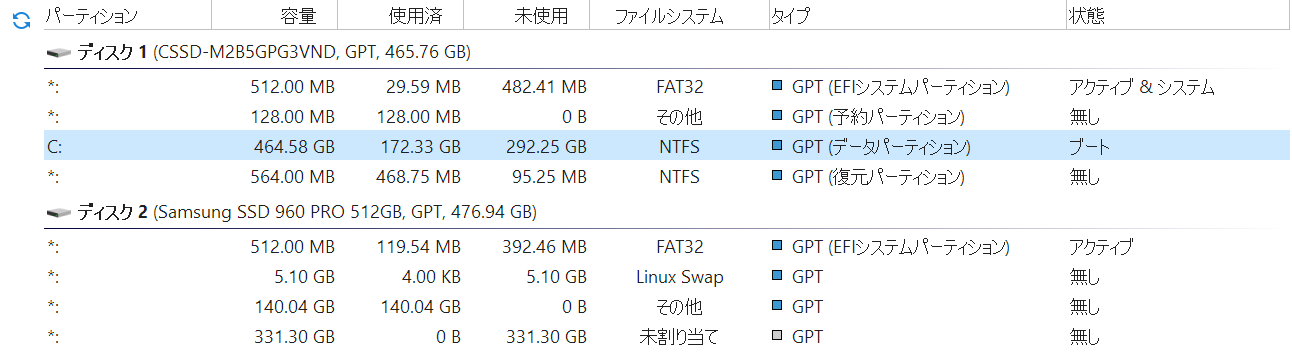 パーティション 容量 使用済 未使用 ファイルシステム タイプ 状態
ディスク 1 (CSSD-M2B5GPG3VND, GPT, 465.76 GB)
*: 512.00 MB 29.59 MB 482.41 MB FAT32 GPT (EFIシステムパーティション) アクティブ & システム
*: 128.00 MB 128.00 MB 0 B その他 GPT (予約パーティション) 無し
C: 464.58 GB 172.33 GB 292.25 GB NTFS GPT (データパーティション) ブート
*: 564.00 MB 468.75 MB 95.25 MB NTFS GPT (復元パーティション) 無し
ディスク 2 (Samsung SSD 960 PRO 512GB, GPT, 476.94 GB)
*: 512.00 MB 119.54 MB 392.46 MB FAT32 GPT (EFIシステムパーティション) アクティブ
*: 5.10 GB 4.00 KB 5.10 GB Linux Swap GPT 無し
*: 140.04 GB 140.04 GB 0 B その他 GPT 無し
*: 331.30 GB 0 B 331.30 GB 未割り当て GPT 無し